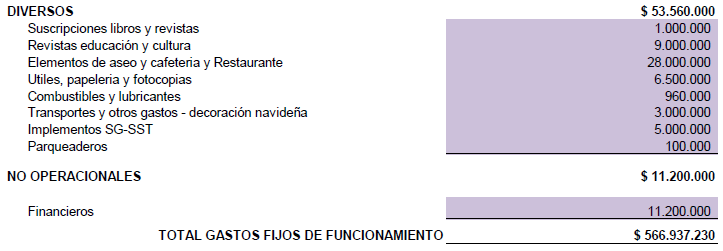 DIVERSOS $ 53.560.000
Suscripciones libros y revistas 1.000.000
Revistas educación y cultura 9.000.000
Elementos de aseo y cafeteria y Restaurante 28.000.000
Utiles, papeleria y fotocopias 6.500.000
Combustibles y lubricantes 960.000
Transportes y otros gastos - decoración navideña 3.000.000
Implementos SG-SST 5.000.000
Parqueaderos 100.000
NO OPERACIONALES $ 11.200.000
Financieros 11.200.000
TOTAL GASTOS FIJOS DE FUNCIONAMIENTO $ 566.937.230